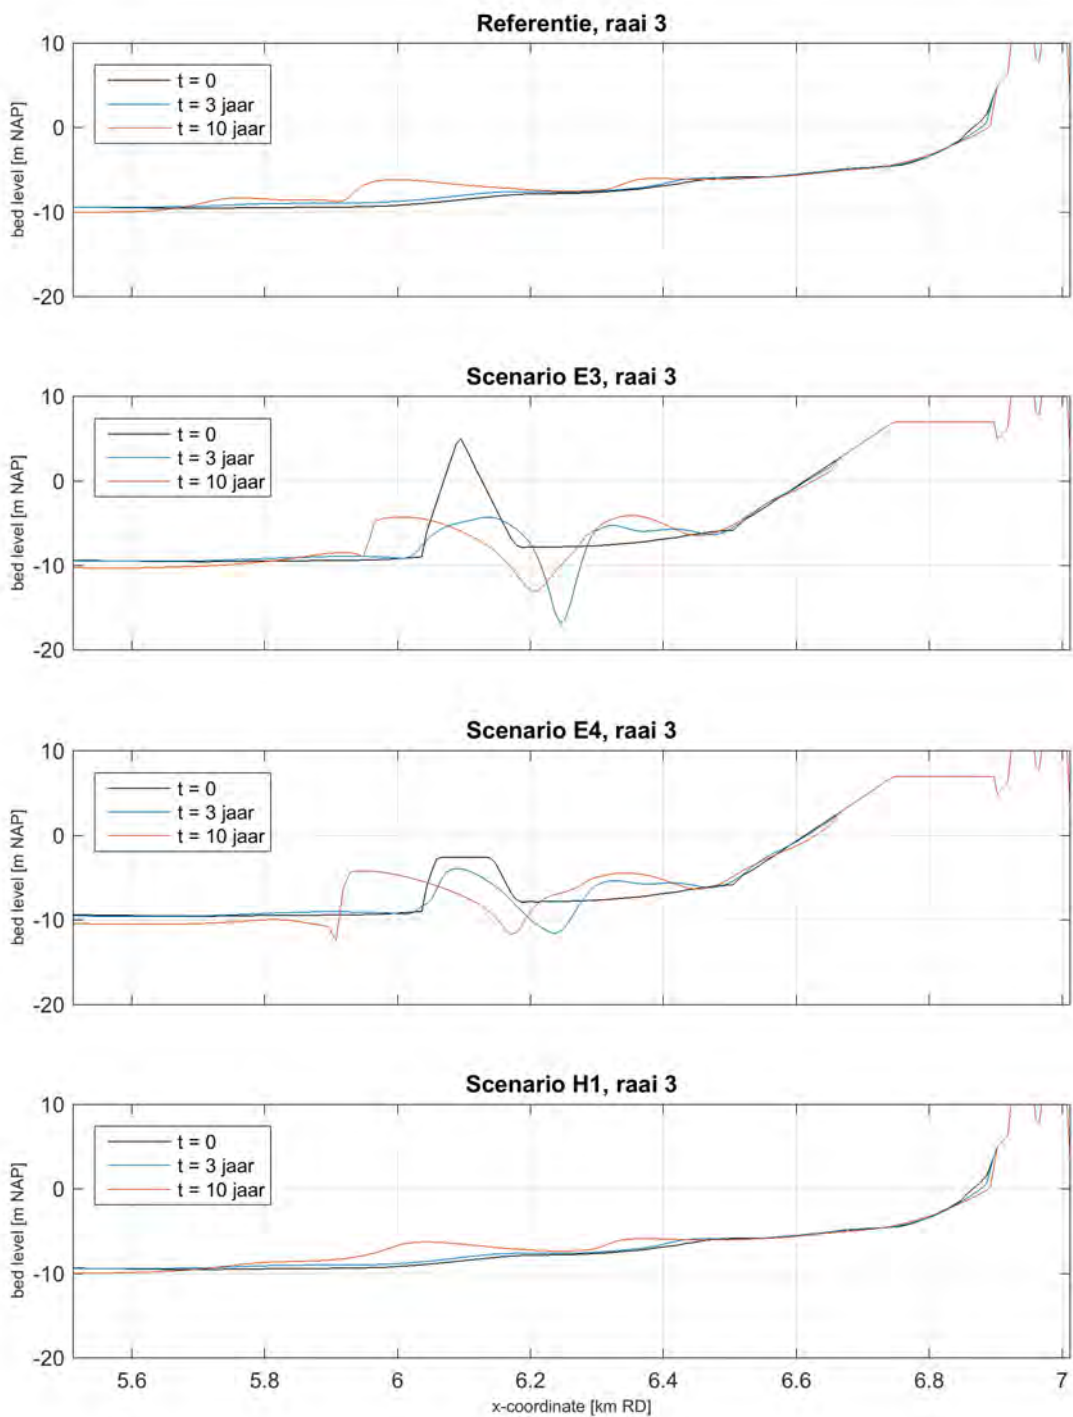 Referentie, raai 3
10
0
-10
-20
bed level [m NAP]
t = 0
t = 3 jaar
t = 10 jaar
Scenario E3, raai 3
10
0
-10
-20
bed level [m NAP]
t = 0
t = 3 jaar
t = 10 jaar
Scenario E4, raai 3
10
0
-10
-20
bed level [m NAP]
t = 0
t = 3 jaar
t = 10 jaar
Scenario H1, raai 3
10
0
-10
-20
bed level [m NAP]
t = 0
t = 3 jaar
t = 10 jaar
5.6 5.8 6 6.2 6.4 6.6 6.8 7
x-coordinate [km RD]